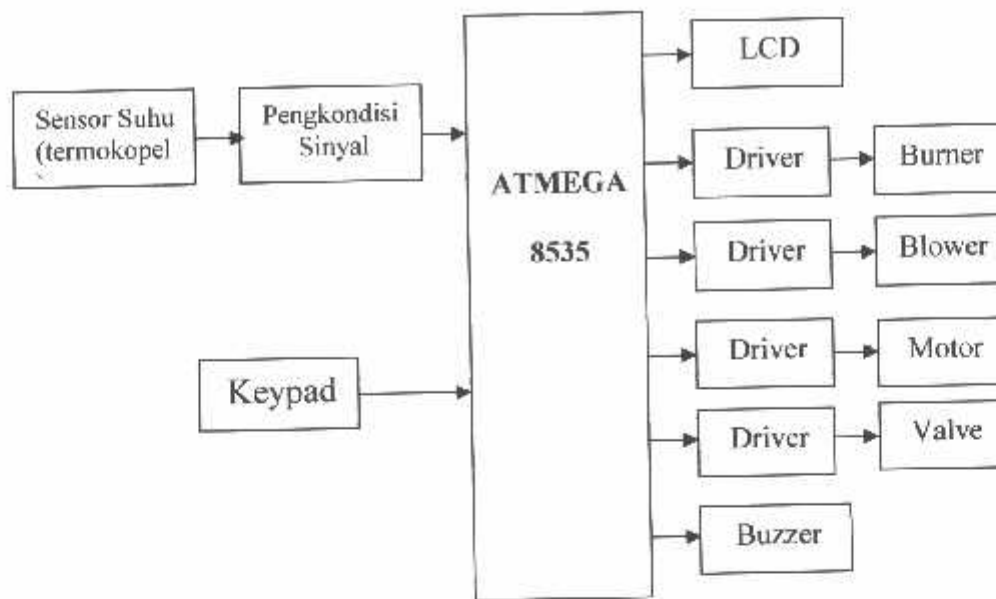 Sensor Suhu
(termokopel
Pengkondisi
Sinyal
Keypad
ATMEGA
8535
LCD
Driver
Burner
Driver
Blower
Driver
Motor
Driver
Valve
Buzzer